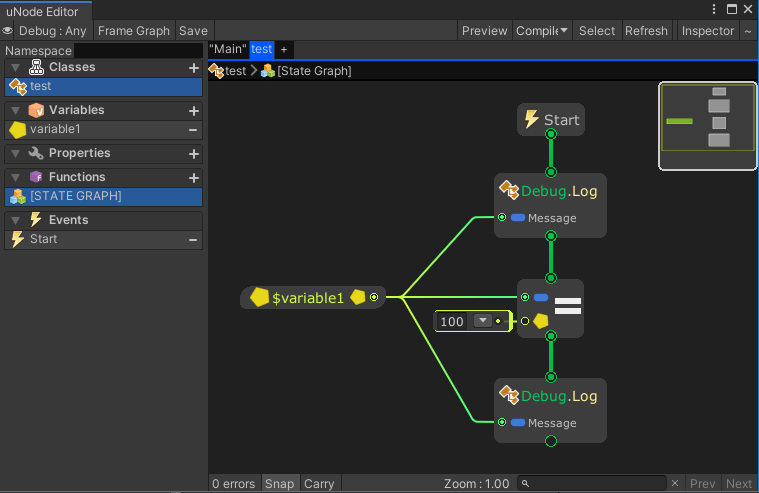 uNode Editor
Debug : Any Frame Graph Save Preview Compile Select Refresh Inspector ~
Namespace
"Main" test +
Classes +
test
test [State Graph]
Variables +
variable1 −
Properties +
Functions +
[STATE GRAPH]
Events
Start −
Start
Debug.Log
Message
$variable1
=
100
Debug.Log
Message
0 errors Snap Carry Zoom : 1.00 × Prev Next